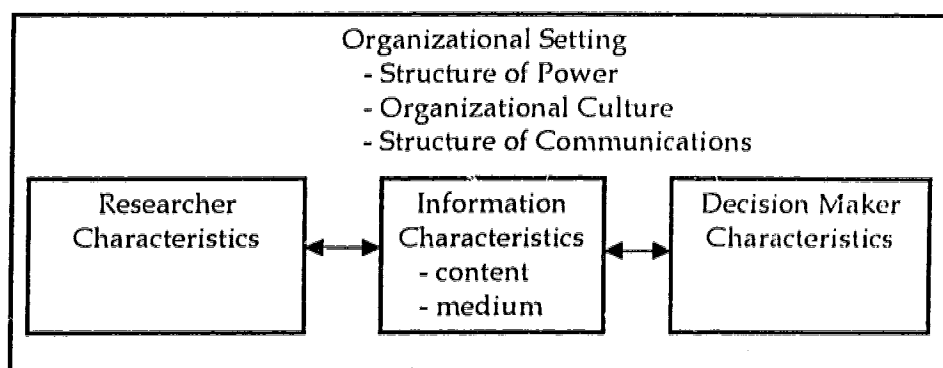 Organizational Setting
- Structure of Power
- Organizational Culture
- Structure of Communications
Researcher
Characteristics
Information
Characteristics
- content
- medium
Decision Maker
Characteristics